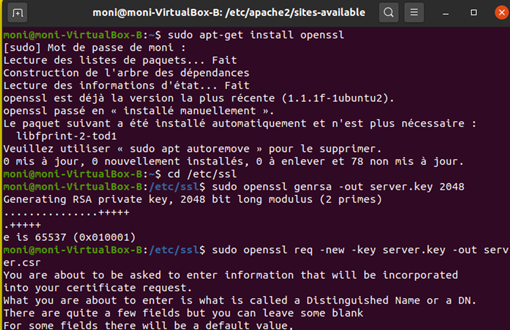 moni@moni-VirtualBox-B: /etc/apache2/sites-available
moni@moni-VirtualBox-B:~$ sudo apt-get install openssl
[sudo] Mot de passe de moni :
Lecture des listes de paquets... Fait
Construction de l'arbre des dépendances
Lecture des informations d'état... Fait
openssl est déjà la version la plus récente (1.1.1f-1ubuntu2).
openssl passé en « installé manuellement ».
Le paquet suivant a été installé automatiquement et n'est plus nécessaire :
  libfprint-2-tod1
Veuillez utiliser « sudo apt autoremove » pour le supprimer.
0 mis à jour, 0 nouvellement installés, 0 à enlever et 78 non mis à jour.
moni@moni-VirtualBox-B:~$ cd /etc/ssl
moni@moni-VirtualBox-B:/etc/ssl$ sudo openssl genrsa -out server.key 2048
Generating RSA private key, 2048 bit long modulus (2 primes)
...............+++++
.+++++
e is 65537 (0x010001)
moni@moni-VirtualBox-B:/etc/ssl$ sudo openssl req -new -key server.key -out serv
er.csr
You are about to be asked to enter information that will be incorporated
into your certificate request.
What you are about to enter is what is called a Distinguished Name or a DN.
There are quite a few fields but you can leave some blank
For some fields there will be a default value,